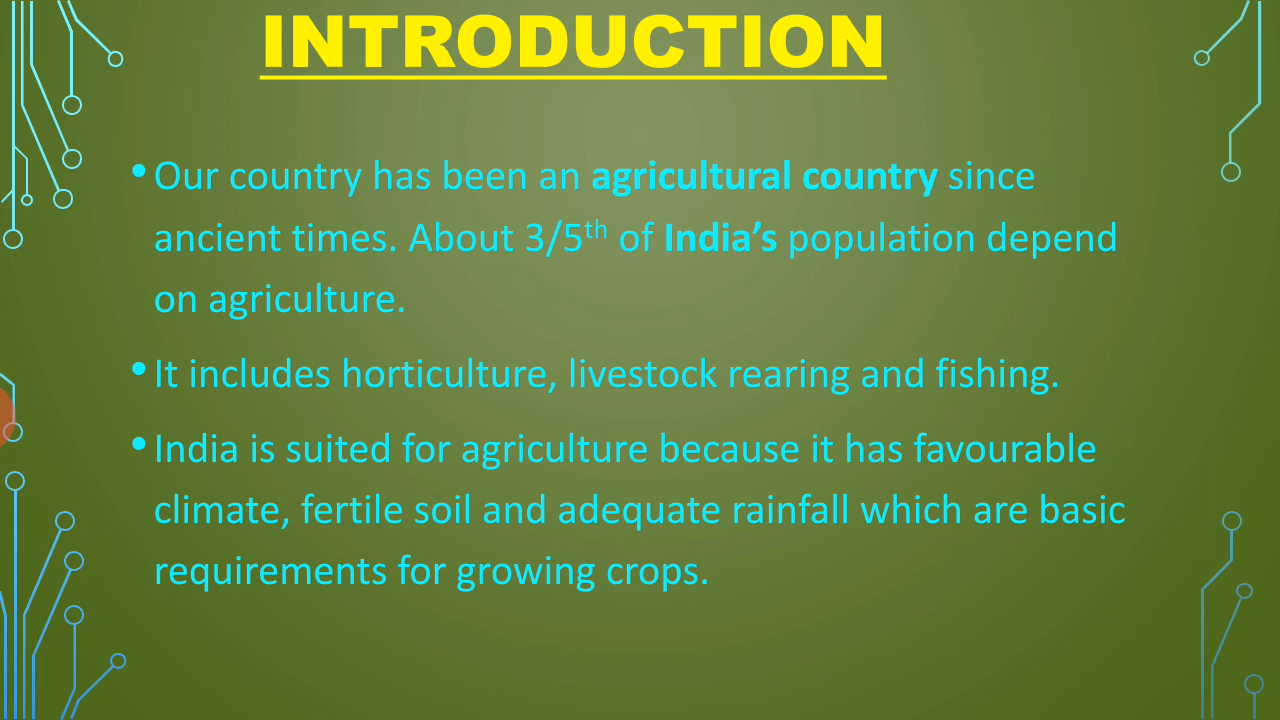 INTRODUCTION
• Our country has been an agricultural country since
ancient times. About 3/5th of India’s population depend
on agriculture.
• It includes horticulture, livestock rearing and fishing.
• India is suited for agriculture because it has favourable
climate, fertile soil and adequate rainfall which are basic
requirements for growing crops.